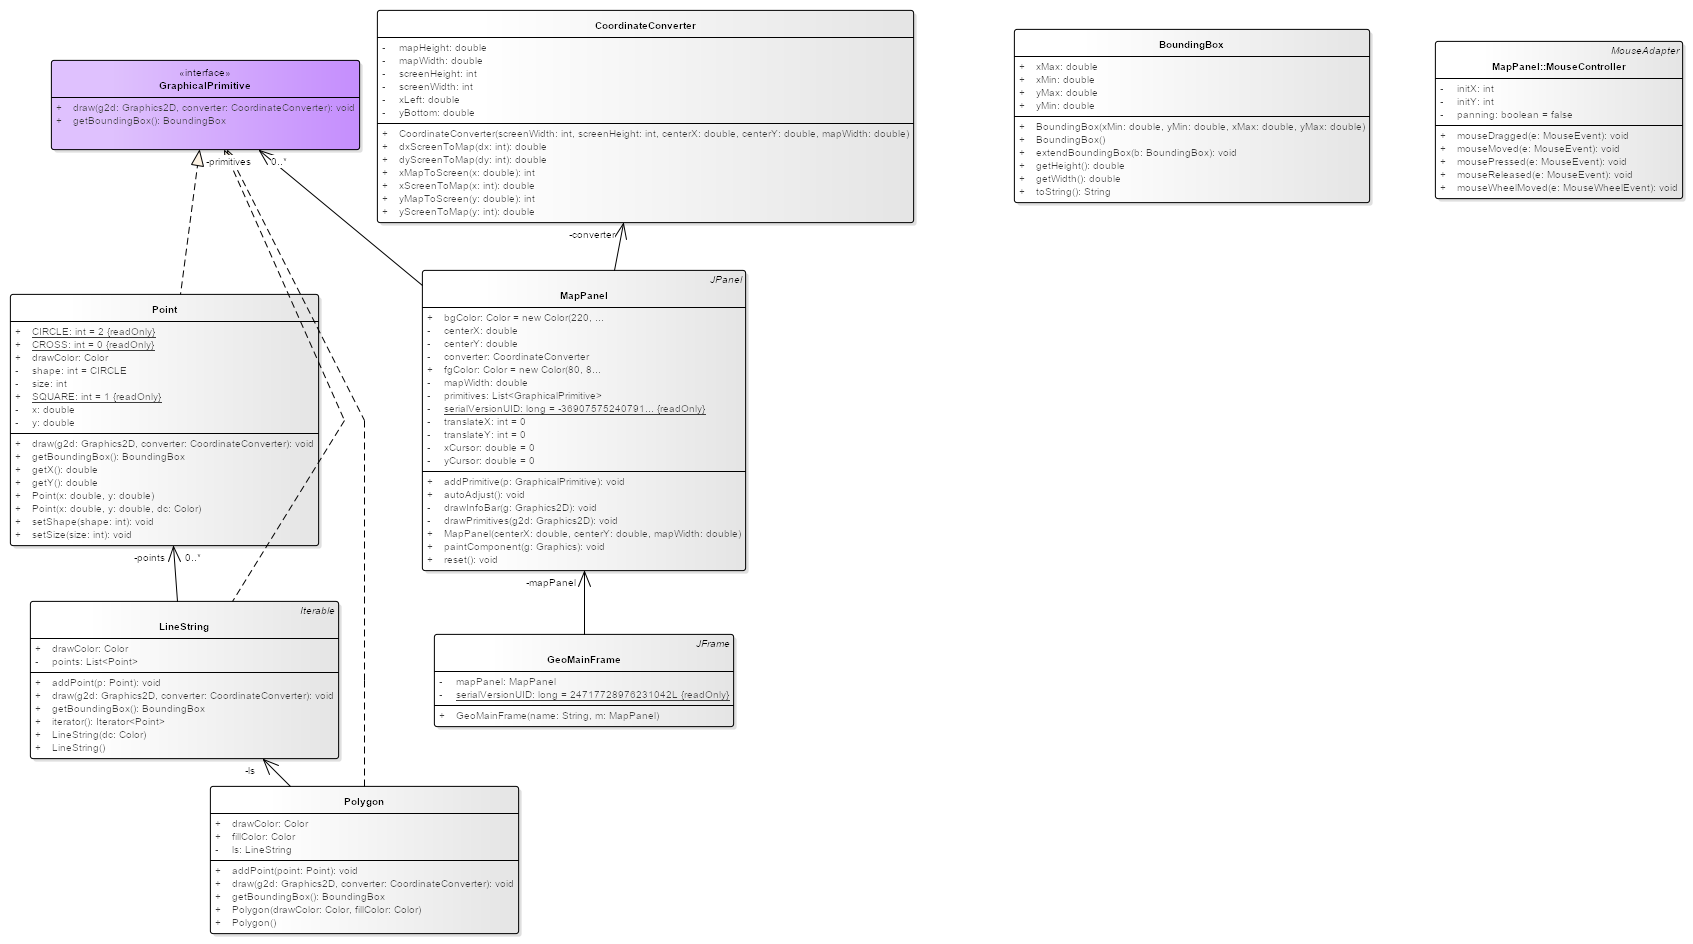 «interface»
GraphicalPrimitive
+ draw(g2d: Graphics2D, converter: CoordinateConverter): void
+ getBoundingBox(): BoundingBox
-primitives
0..*
CoordinateConverter
- mapHeight: double
- mapWidth: double
- screenHeight: int
- screenWidth: int
- xLeft: double
- yBottom: double
+ CoordinateConverter(screenWidth: int, screenHeight: int, centerX: double, centerY: double, mapWidth: double)
+ dxScreenToMap(dx: int): double
+ dyScreenToMap(dy: int): double
+ xMapToScreen(x: double): int
+ xScreenToMap(x: int): double
+ yMapToScreen(y: double): int
+ yScreenToMap(y: int): double
-converter
BoundingBox
+ xMax: double
+ xMin: double
+ yMax: double
+ yMin: double
+ BoundingBox(xMin: double, yMin: double, xMax: double, yMax: double)
+ BoundingBox()
+ extendBoundingBox(b: BoundingBox): void
+ getHeight(): double
+ getWidth(): double
+ toString(): String
MouseAdapter
MapPanel::MouseController
- initX: int
- initY: int
- panning: boolean = false
+ mouseDragged(e: MouseEvent): void
+ mouseMoved(e: MouseEvent): void
+ mousePressed(e: MouseEvent): void
+ mouseReleased(e: MouseEvent): void
+ mouseWheelMoved(e: MouseWheelEvent): void
Point
+ CIRCLE: int = 2 {readOnly}
+ CROSS: int = 0 {readOnly}
+ drawColor: Color
- shape: int = CIRCLE
- size: int
+ SQUARE: int = 1 {readOnly}
- x: double
- y: double
+ draw(g2d: Graphics2D, converter: CoordinateConverter): void
+ getBoundingBox(): BoundingBox
+ getX(): double
+ getY(): double
+ Point(x: double, y: double)
+ Point(x: double, y: double, dc: Color)
+ setShape(shape: int): void
+ setSize(size: int): void
-points
0..*
JPanel
MapPanel
+ bgColor: Color = new Color(220, ...
- centerX: double
- centerY: double
- converter: CoordinateConverter
+ fgColor: Color = new Color(80, 8...
- mapWidth: double
- primitives: List<GraphicalPrimitive>
- serialVersionUID: long = -36907575240791... {readOnly}
- translateX: int = 0
- translateY: int = 0
- xCursor: double = 0
- yCursor: double = 0
+ addPrimitive(p: GraphicalPrimitive): void
+ autoAdjust(): void
- drawInfoBar(g: Graphics2D): void
- drawPrimitives(g2d: Graphics2D): void
+ MapPanel(centerX: double, centerY: double, mapWidth: double)
+ paintComponent(g: Graphics): void
+ reset(): void
-mapPanel
Iterable
LineString
+ drawColor: Color
- points: List<Point>
+ addPoint(p: Point): void
+ draw(g2d: Graphics2D, converter: CoordinateConverter): void
+ getBoundingBox(): BoundingBox
+ iterator(): Iterator<Point>
+ LineString(dc: Color)
+ LineString()
-ls
JFrame
GeoMainFrame
- mapPanel: MapPanel
- serialVersionUID: long = 24717728976231042L {readOnly}
+ GeoMainFrame(name: String, m: MapPanel)
Polygon
+ drawColor: Color
+ fillColor: Color
- ls: LineString
+ addPoint(point: Point): void
+ draw(g2d: Graphics2D, converter: CoordinateConverter): void
+ getBoundingBox(): BoundingBox
+ Polygon(drawColor: Color, fillColor: Color)
+ Polygon()